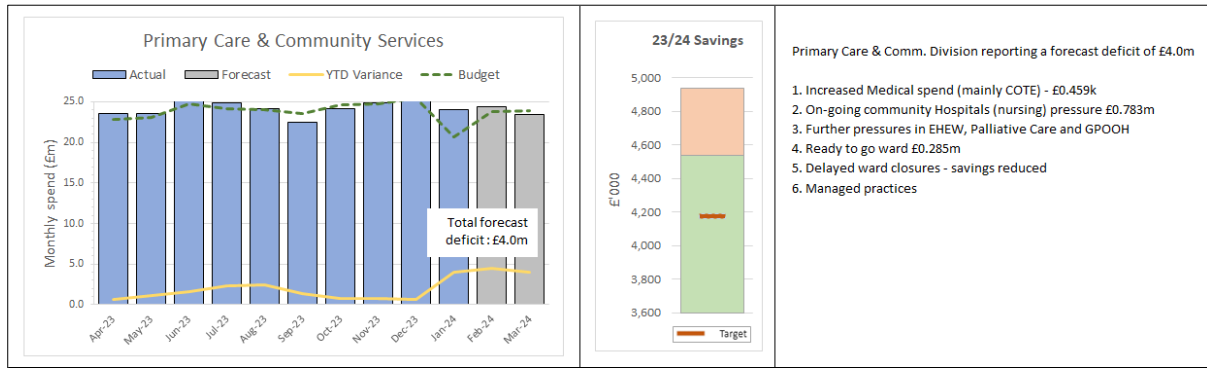 Primary Care & Community Services
Actual Forecast YTD Variance Budget
Monthly spend (£m)
25.0
20.0
15.0
10.0
5.0
0.0
Total forecast
deficit : £4.0m
Apr-23
May-23
Jun-23
Jul-23
Aug-23
Sep-23
Oct-23
Nov-23
Dec-23
Jan-24
Feb-24
Mar-24
23/24 Savings
£'000
5,000
4,800
4,600
4,400
4,200
4,000
3,800
3,600
Target
Primary Care & Comm. Division reporting a forecast deficit of £4.0m
1. Increased Medical spend (mainly COTE) - £0.459k
2. On-going community Hospitals (nursing) pressure £0.783m
3. Further pressures in EHEW, Palliative Care and GPOOH
4. Ready to go ward £0.285m
5. Delayed ward closures - savings reduced
6. Managed practices